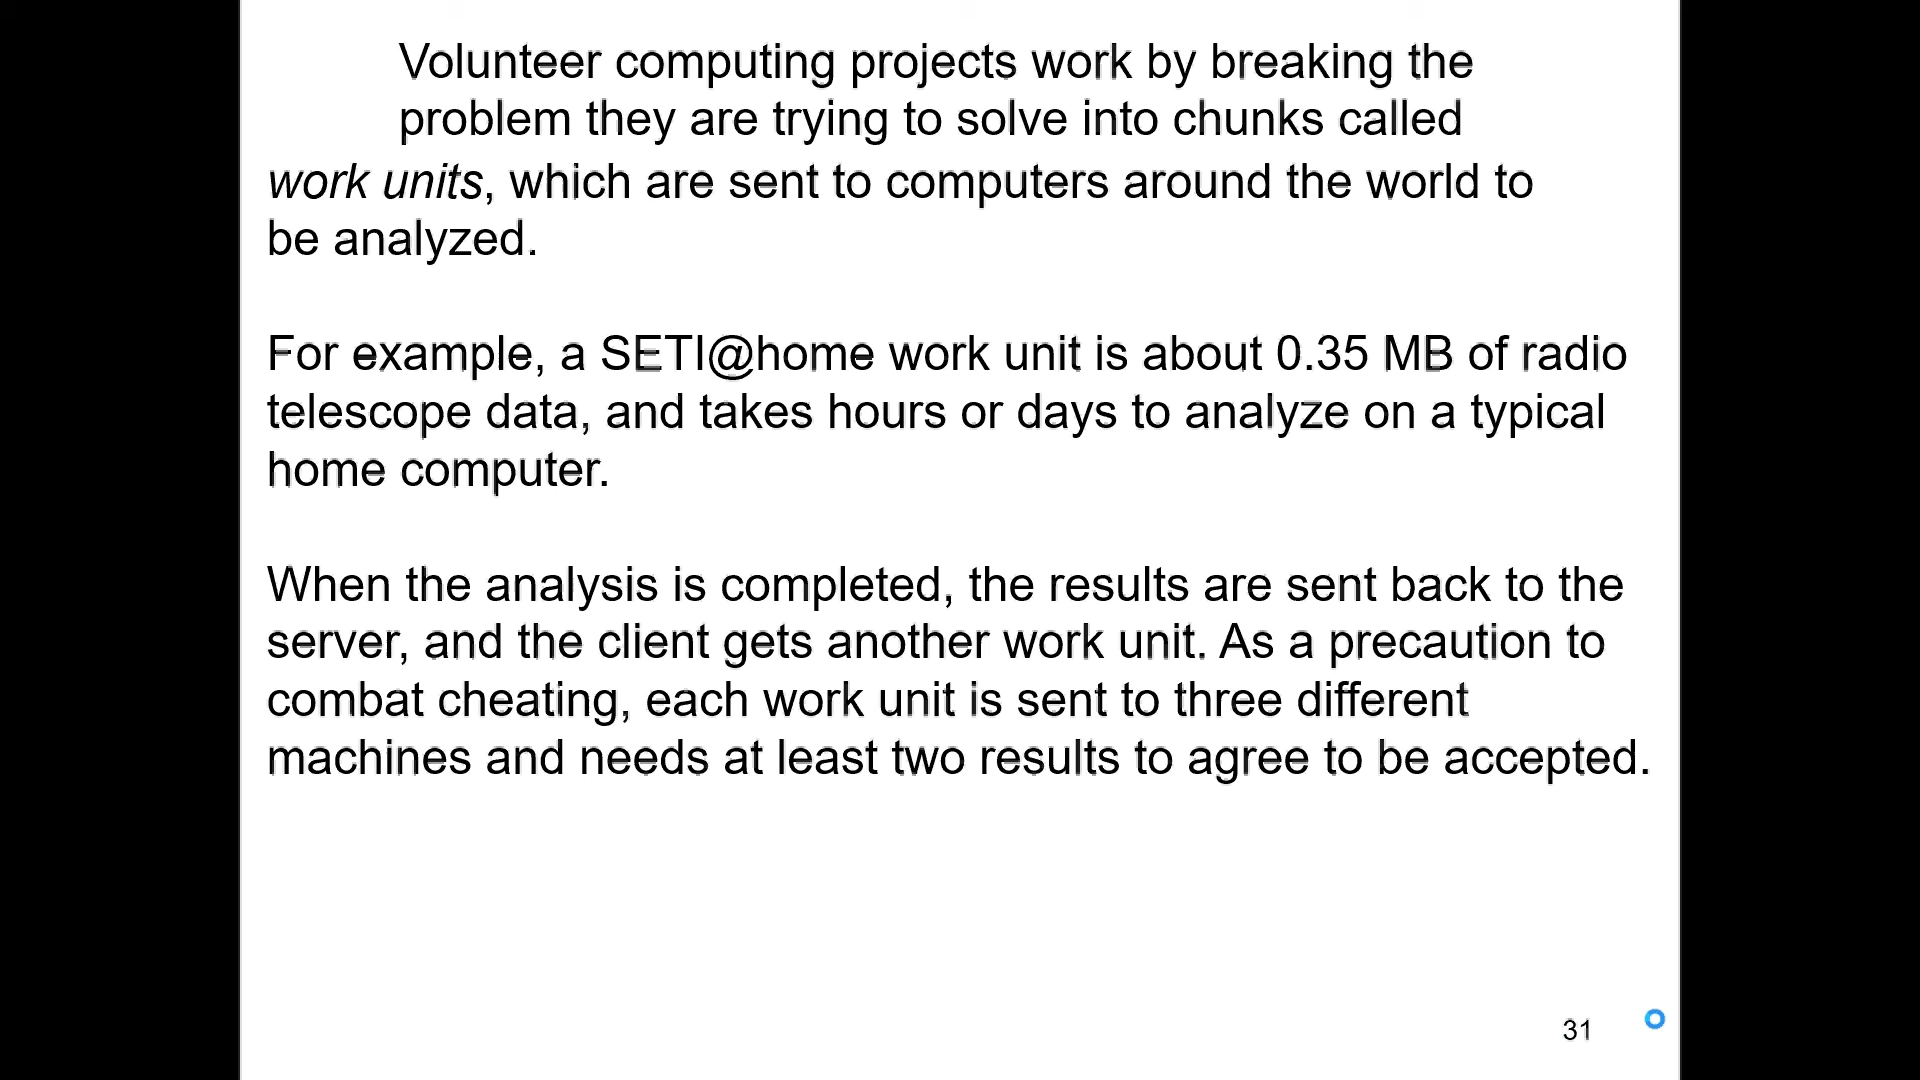 Volunteer computing projects work by breaking the
problem they are trying to solve into chunks called
work units, which are sent to computers around the world to
be analyzed.
For example, a SETI@home work unit is about 0.35 MB of radio
telescope data, and takes hours or days to analyze on a typical
home computer.
When the analysis is completed, the results are sent back to the
server, and the client gets another work unit. As a precaution to
combat cheating, each work unit is sent to three different
machines and needs at least two results to agree to be accepted.
31